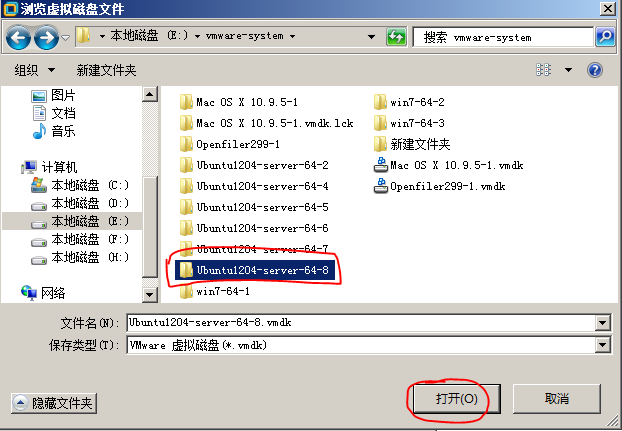 浏览虚拟磁盘文件
本地磁盘 (E:) vmware-system
搜索 vmware-system
组织 新建文件夹
图片
文档
音乐
计算机
本地磁盘 (C:)
本地磁盘 (D:)
本地磁盘 (E:)
本地磁盘 (F:)
本地磁盘 (H:)
网络
Mac OS X 10.9.5-1
Mac OS X 10.9.5-1.vmdk.lck
Openfiler299-1
Ubuntu1204-server-64-2
Ubuntu1204-server-64-4
Ubuntu1204-server-64-5
Ubuntu1204-server-64-6
Ubuntu1204-server-64-7
Ubuntu1204-server-64-8
win7-64-1
win7-64-2
win7-64-3
新建文件夹
Mac OS X 10.9.5-1.vmdk
Openfiler299-1.vmdk
文件名(N): Ubuntu1204-server-64-8.vmdk
保存类型(T): VMware 虚拟磁盘(*.vmdk)
隐藏文件夹 打开(O) 取消